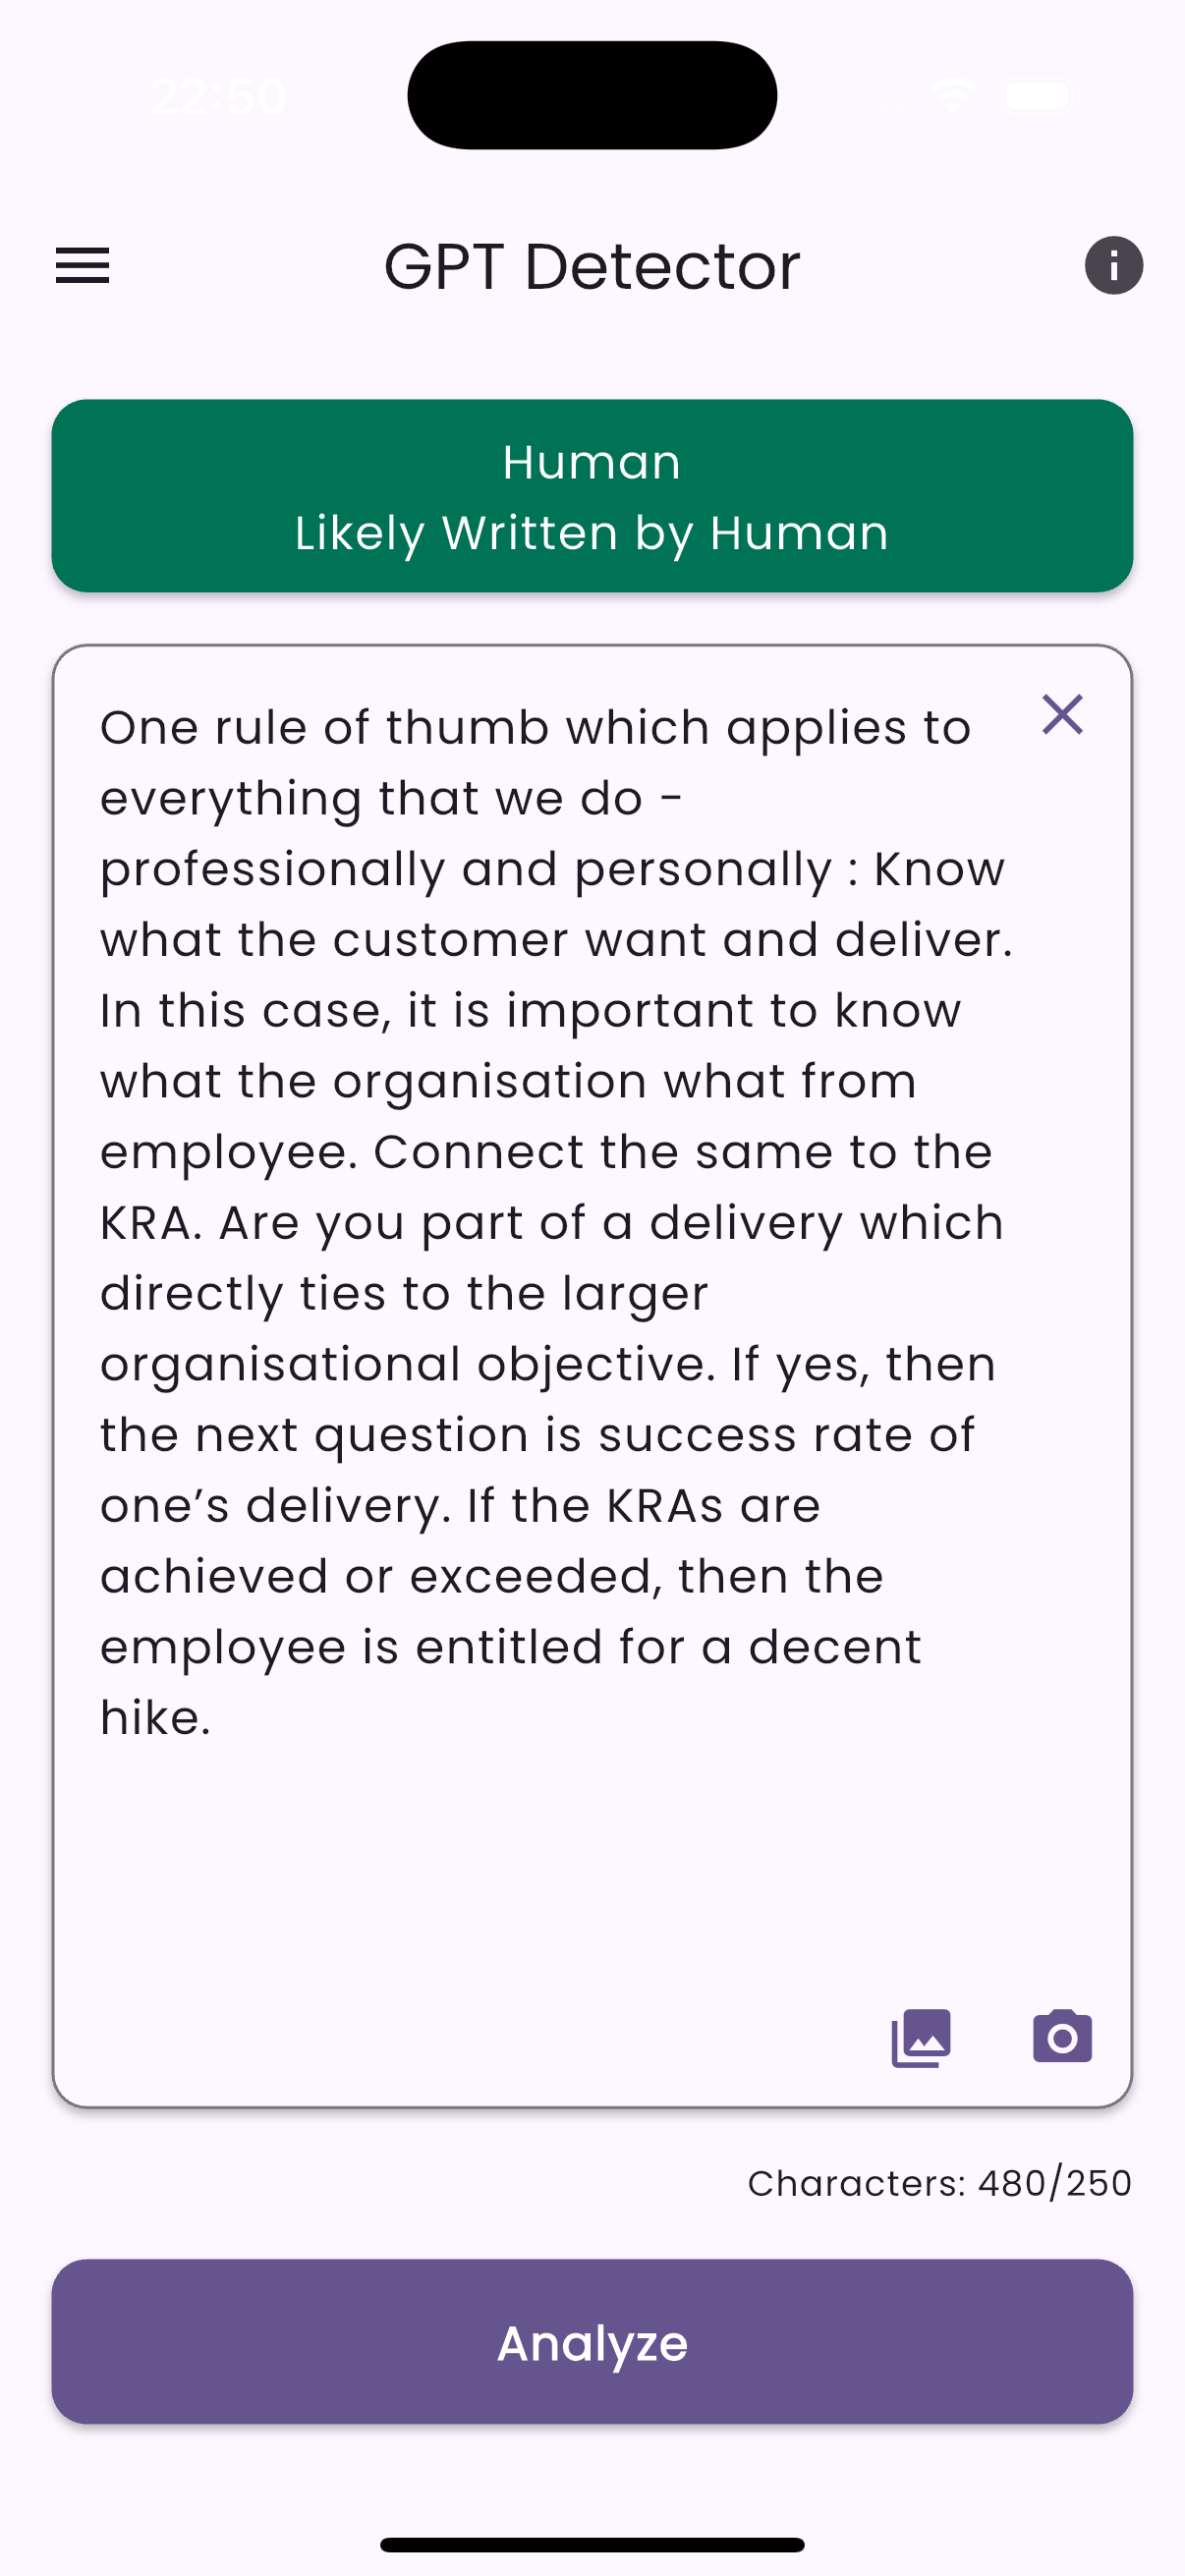 22:50
GPT Detector
Human
Likely Written by Human
One rule of thumb which applies to
everything that we do -
professionally and personally : Know
what the customer want and deliver.
In this case, it is important to know
what the organisation what from
employee. Connect the same to the
KRA. Are you part of a delivery which
directly ties to the larger
organisational objective. If yes, then
the next question is success rate of
one’s delivery. If the KRAs are
achieved or exceeded, then the
employee is entitled for a decent
hike.
Characters: 480/250
Analyze